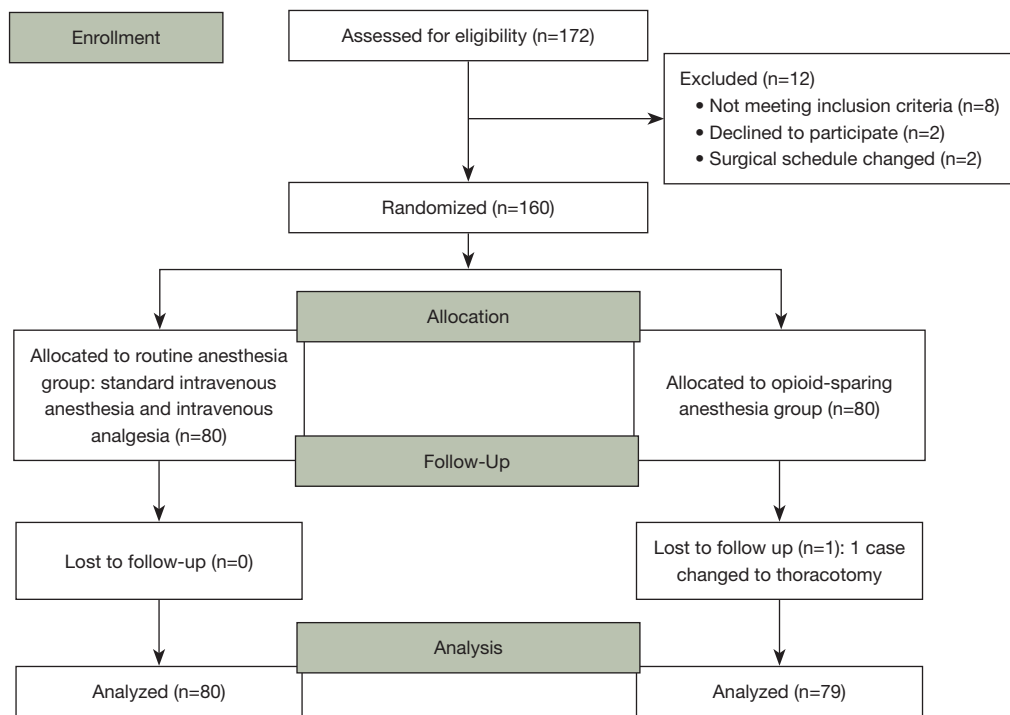 Enrollment
Assessed for eligibility (n=172)
Excluded (n=12)
• Not meeting inclusion criteria (n=8)
• Declined to participate (n=2)
• Surgical schedule changed (n=2)
Randomized (n=160)
Allocation
Allocated to routine anesthesia
group: standard intravenous
anesthesia and intravenous
analgesia (n=80)
Allocated to opioid-sparing
anesthesia group (n=80)
Follow-Up
Lost to follow-up (n=0)
Lost to follow up (n=1): 1 case
changed to thoracotomy
Analysis
Analyzed (n=80)
Analyzed (n=79)